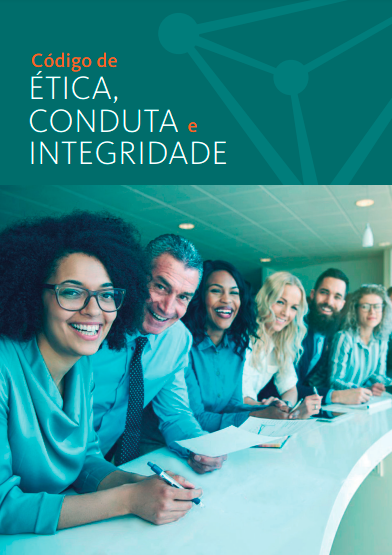 Código de
ÉTICA,
CONDUTA e
INTEGRIDADE